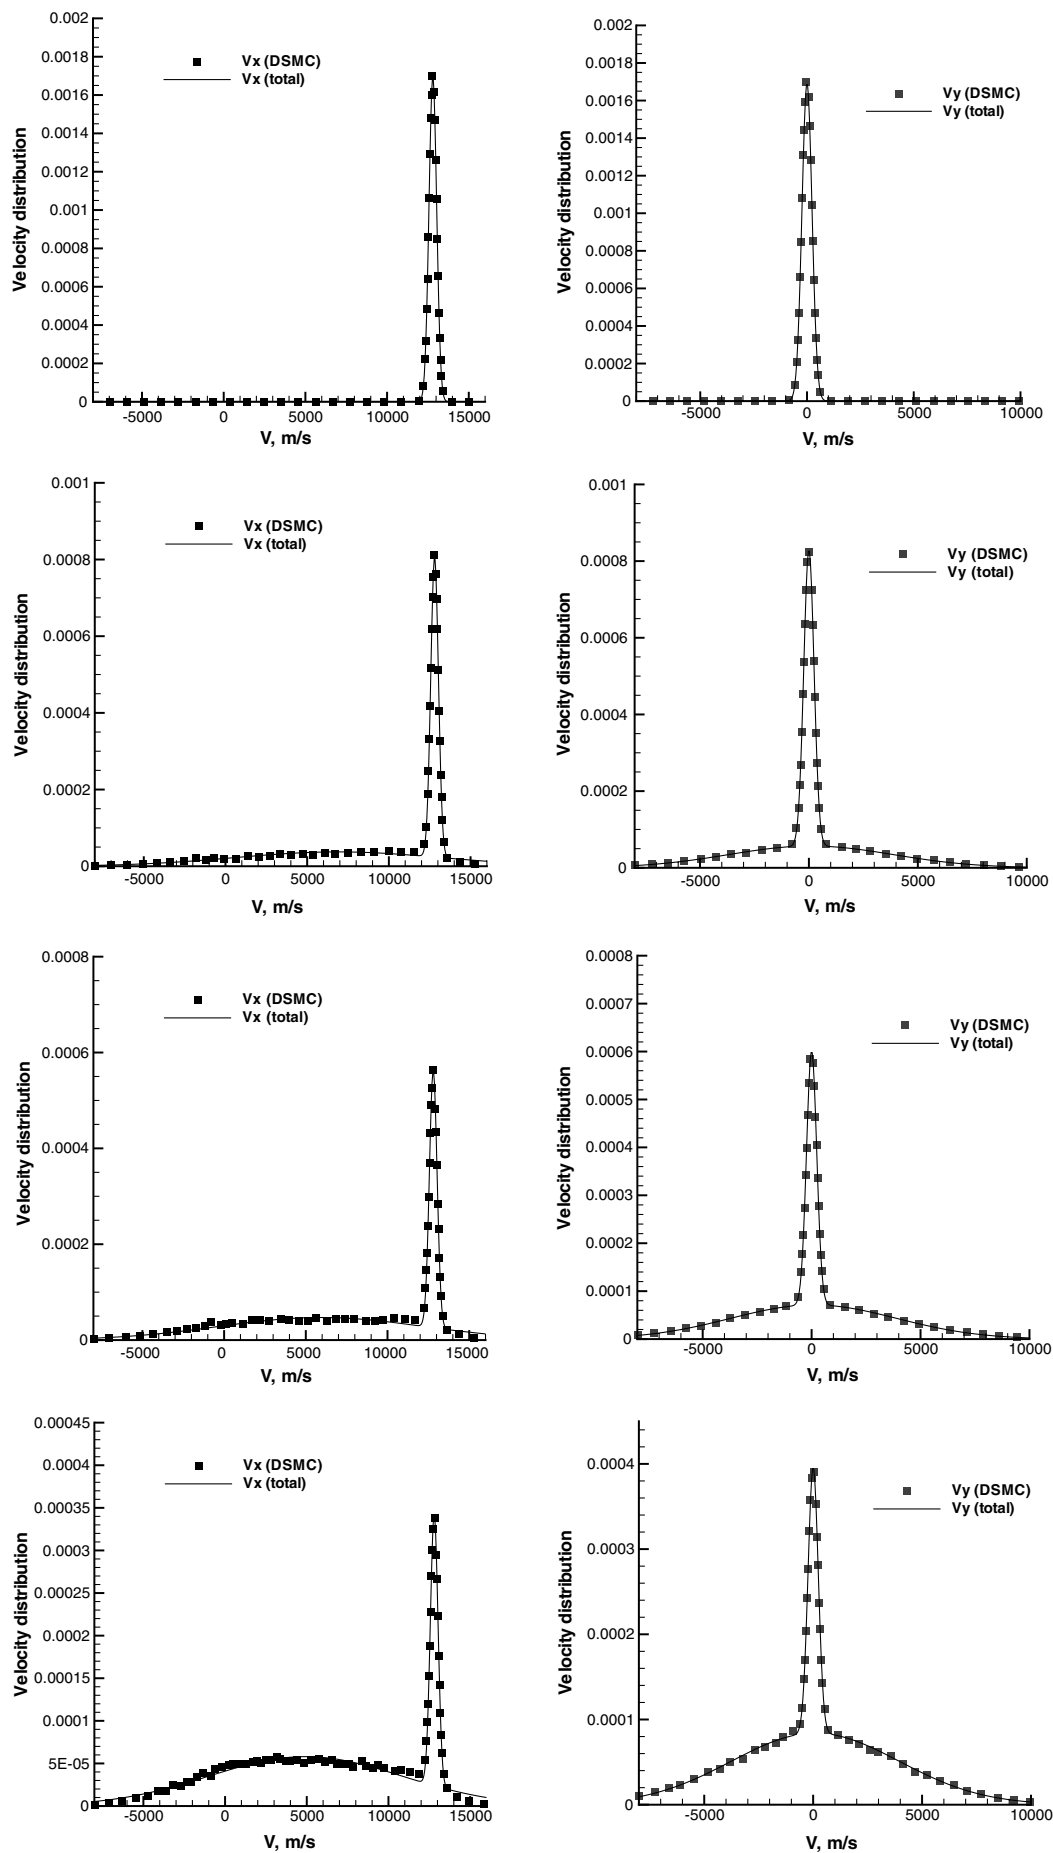 0.002
0.0018
0.0016
0.0014
0.0012
0.001
0.0008
0.0006
0.0004
0.0002
0
Velocity distribution
Vx (DSMC)
Vx (total)
-5000 0 5000 10000 15000
V, m/s
0.002
0.0018
0.0016
0.0014
0.0012
0.001
0.0008
0.0006
0.0004
0.0002
0
Velocity distribution
Vy (DSMC)
Vy (total)
-5000 0 5000 10000
V, m/s
0.001
0.0008
0.0006
0.0004
0.0002
0
Velocity distribution
Vx (DSMC)
Vx (total)
-5000 0 5000 10000 15000
V, m/s
0.001
0.0008
0.0006
0.0004
0.0002
0
Velocity distribution
Vy (DSMC)
Vy (total)
-5000 0 5000 10000
V, m/s
0.0008
0.0006
0.0004
0.0002
0
Velocity distribution
Vx (DSMC)
Vx (total)
-5000 0 5000 10000 15000
V, m/s
0.0008
0.0007
0.0006
0.0005
0.0004
0.0003
0.0002
0.0001
0
Velocity distribution
Vy (DSMC)
Vy (total)
-5000 0 5000 10000
V, m/s
0.00045
0.0004
0.00035
0.0003
0.00025
0.0002
0.00015
0.0001
5E-05
0
Velocity distribution
Vx (DSMC)
Vx (total)
-5000 0 5000 10000 15000
V, m/s
0.0004
0.0003
0.0002
0.0001
0
Velocity distribution
Vy (DSMC)
Vy (total)
-5000 0 5000 10000
V, m/s